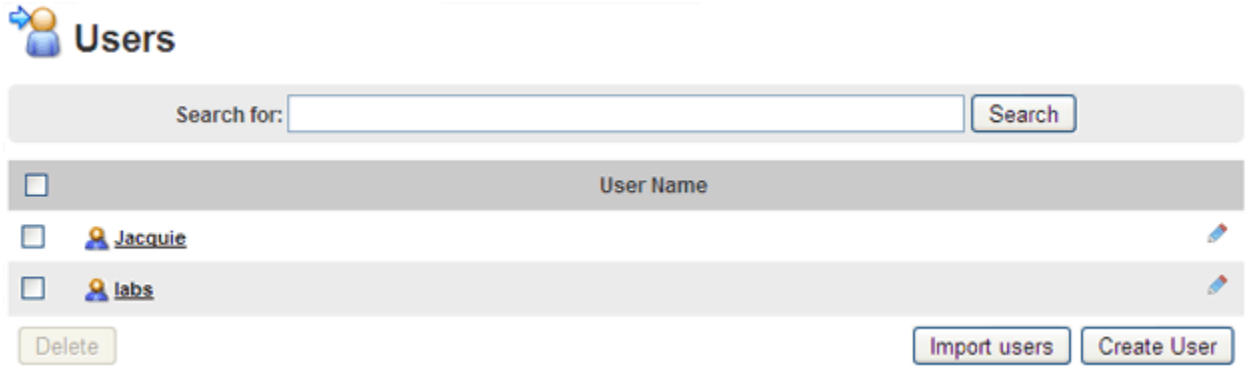 Users
Search for: Search
User Name
Jacquie
labs
Delete Import users Create User